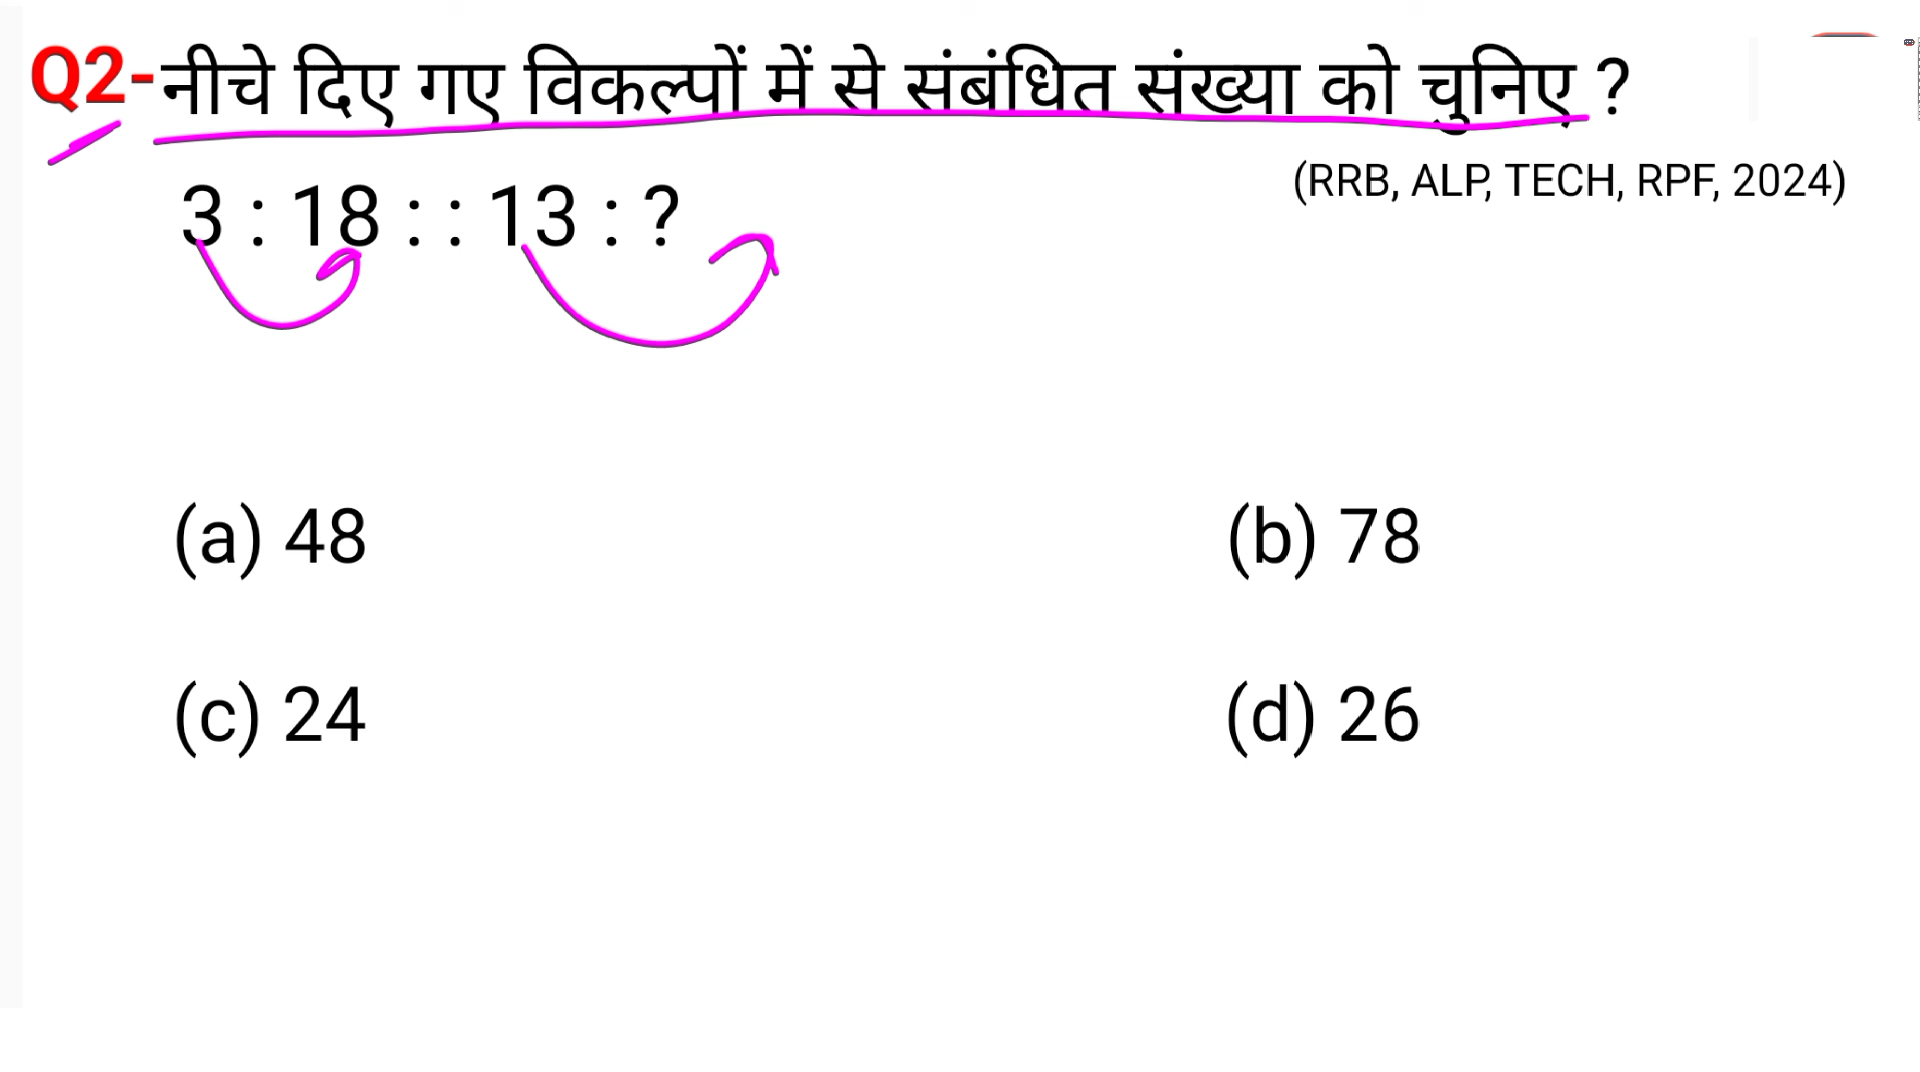 Q2-नीचे दिए गए विकल्पों में से संबंधित संख्या को चुनिए ?
(RRB, ALP, TECH, RPF, 2024)
3 : 18 : : 13 : ?
(a) 48 (b) 78
(c) 24 (d) 26